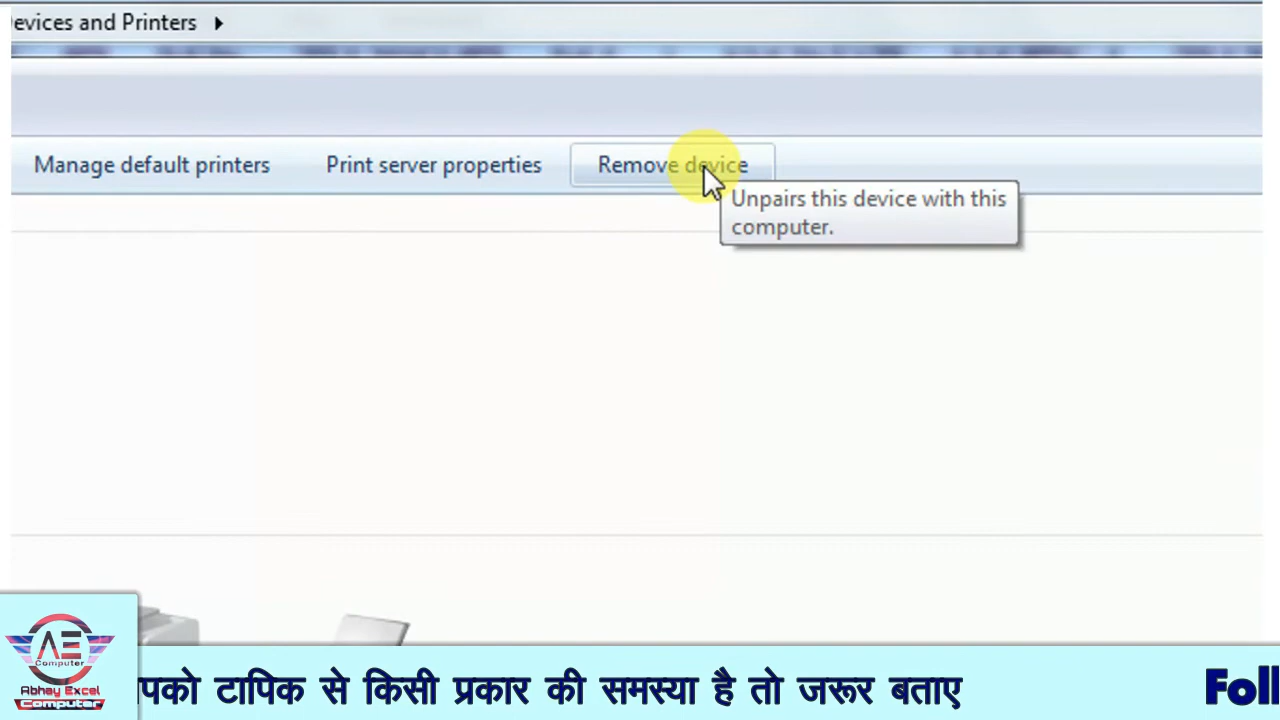 evices and Printers
Manage default printers Print server properties Remove device
Unpairs this device with this
computer.
AE
Computer
Abhay Excel
Computer
पको टापिक से किसी प्रकार की समस्या है तो जरूर बताए Foll